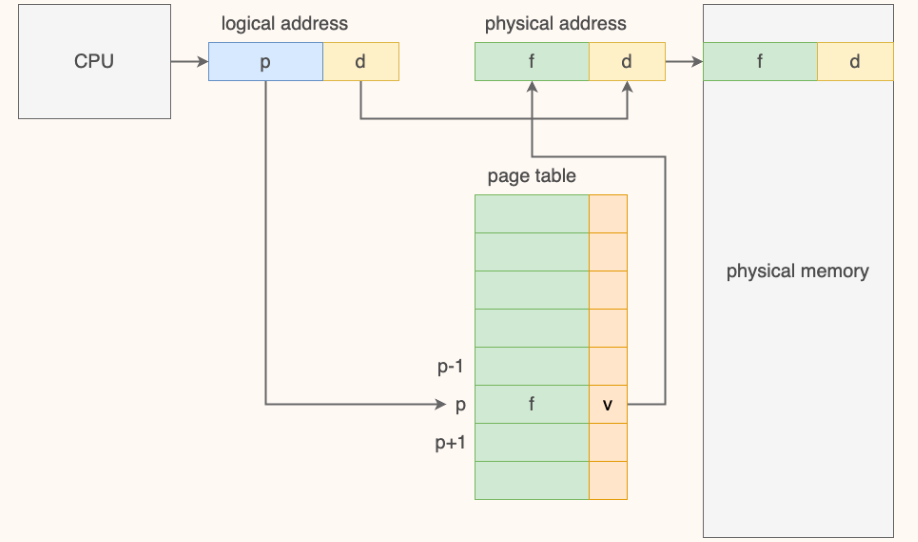 logical address
physical address
CPU
p
d
f
d
f
d
page table
physical memory
p-1
p
f
v
p+1